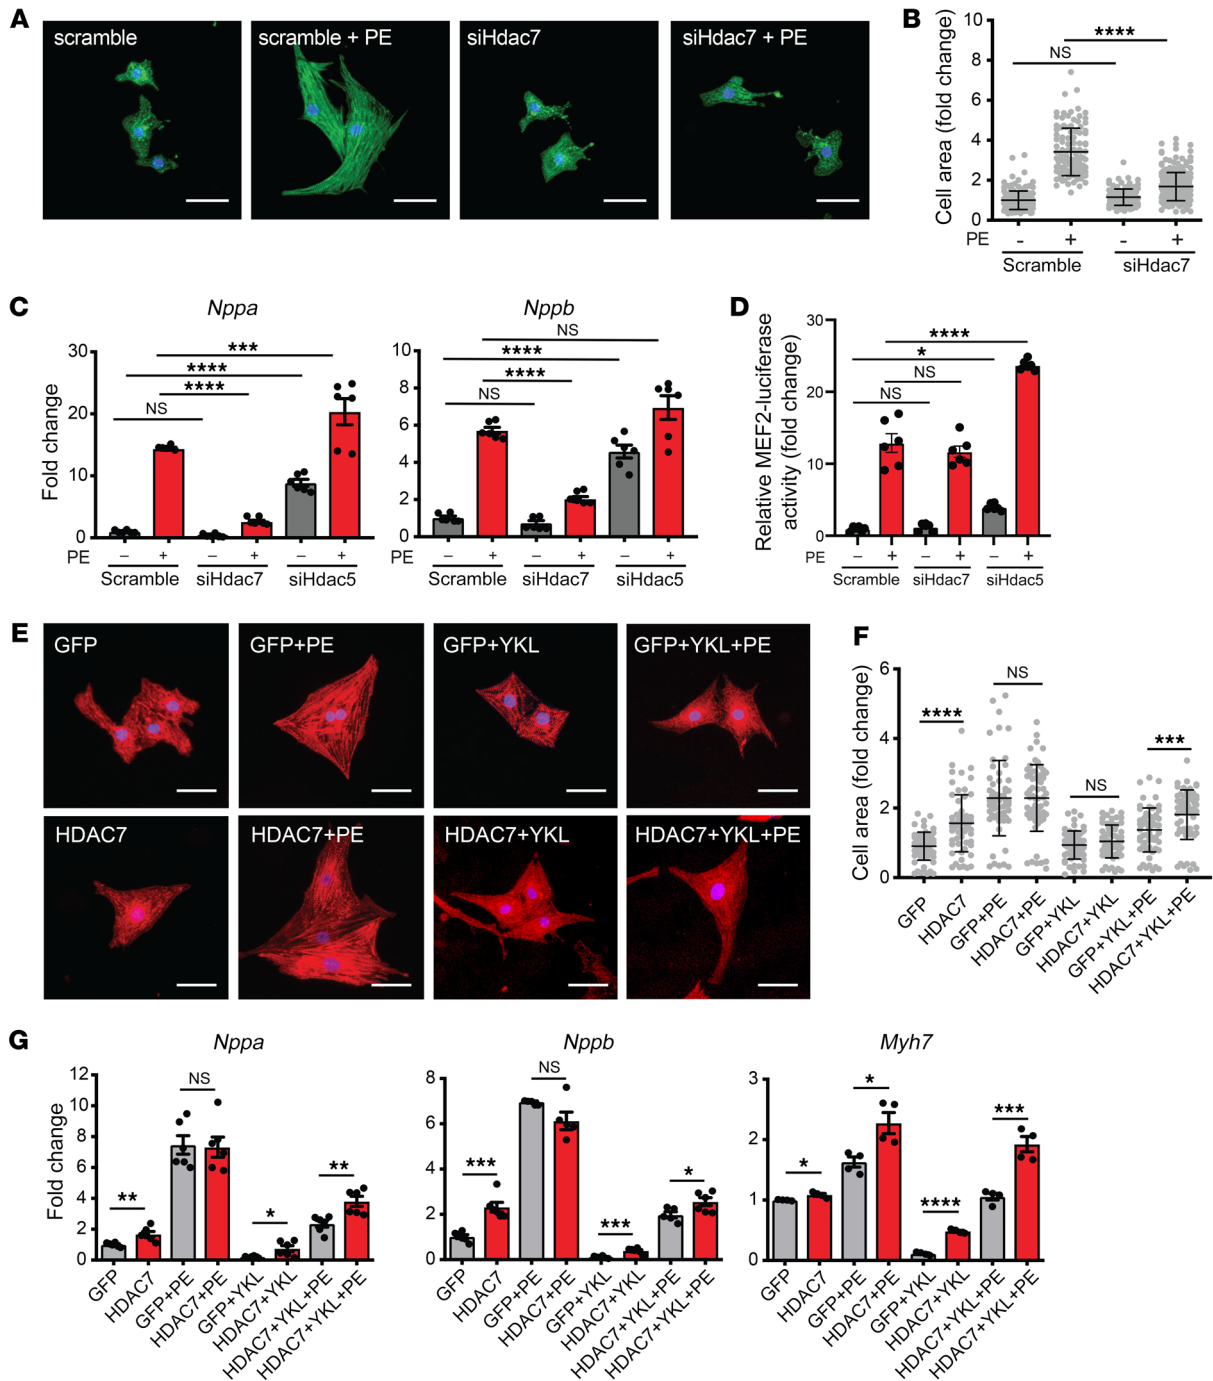 A
scramble
scramble + PE
siHdac7
siHdac7 + PE
B
Cell area (fold change)
10
8
6
4
2
0
NS
****
PE
-
+
-
+
Scramble
siHdac7
C
Nppa
Fold change
30
20
10
0
NS
****
****
***
PE
–
+
–
+
–
+
Scramble
siHdac7
siHdac5
Nppb
10
8
6
4
2
0
NS
****
****
NS
PE
–
+
–
+
–
+
Scramble
siHdac7
siHdac5
D
Relative MEF2-luciferase
activity (fold change)
30
20
10
0
****
*
NS
NS
PE
–
+
–
+
–
+
Scramble
siHdac7
siHdac5
E
GFP
GFP+PE
GFP+YKL
GFP+YKL+PE
HDAC7
HDAC7+PE
HDAC7+YKL
HDAC7+YKL+PE
F
Cell area (fold change)
6
4
2
0
****
NS
NS
***
GFP
HDAC7
GFP+PE
HDAC7+PE
GFP+YKL
HDAC7+YKL
GFP+YKL+PE
HDAC7+YKL+PE
G
Nppa
Fold change
12
10
8
6
4
2
0
**
NS
*
**
GFP
HDAC7
GFP+PE
HDAC7+PE
GFP+YKL
HDAC7+YKL
HDAC7+YKL+PE
HDAC7+YKL+PE
Nppb
8
6
4
2
0
***
NS
***
*
GFP
HDAC7
GFP+PE
HDAC7+PE
GFP+YKL
HDAC7+YKL
HDAC7+YKL+PE
HDAC7+YKL+PE
Myh7
3
2
1
0
*
*
****
***
GFP
HDAC7
GFP+PE
HDAC7+PE
GFP+YKL
HDAC7+YKL
HDAC7+YKL+PE
HDAC7+YKL+PE